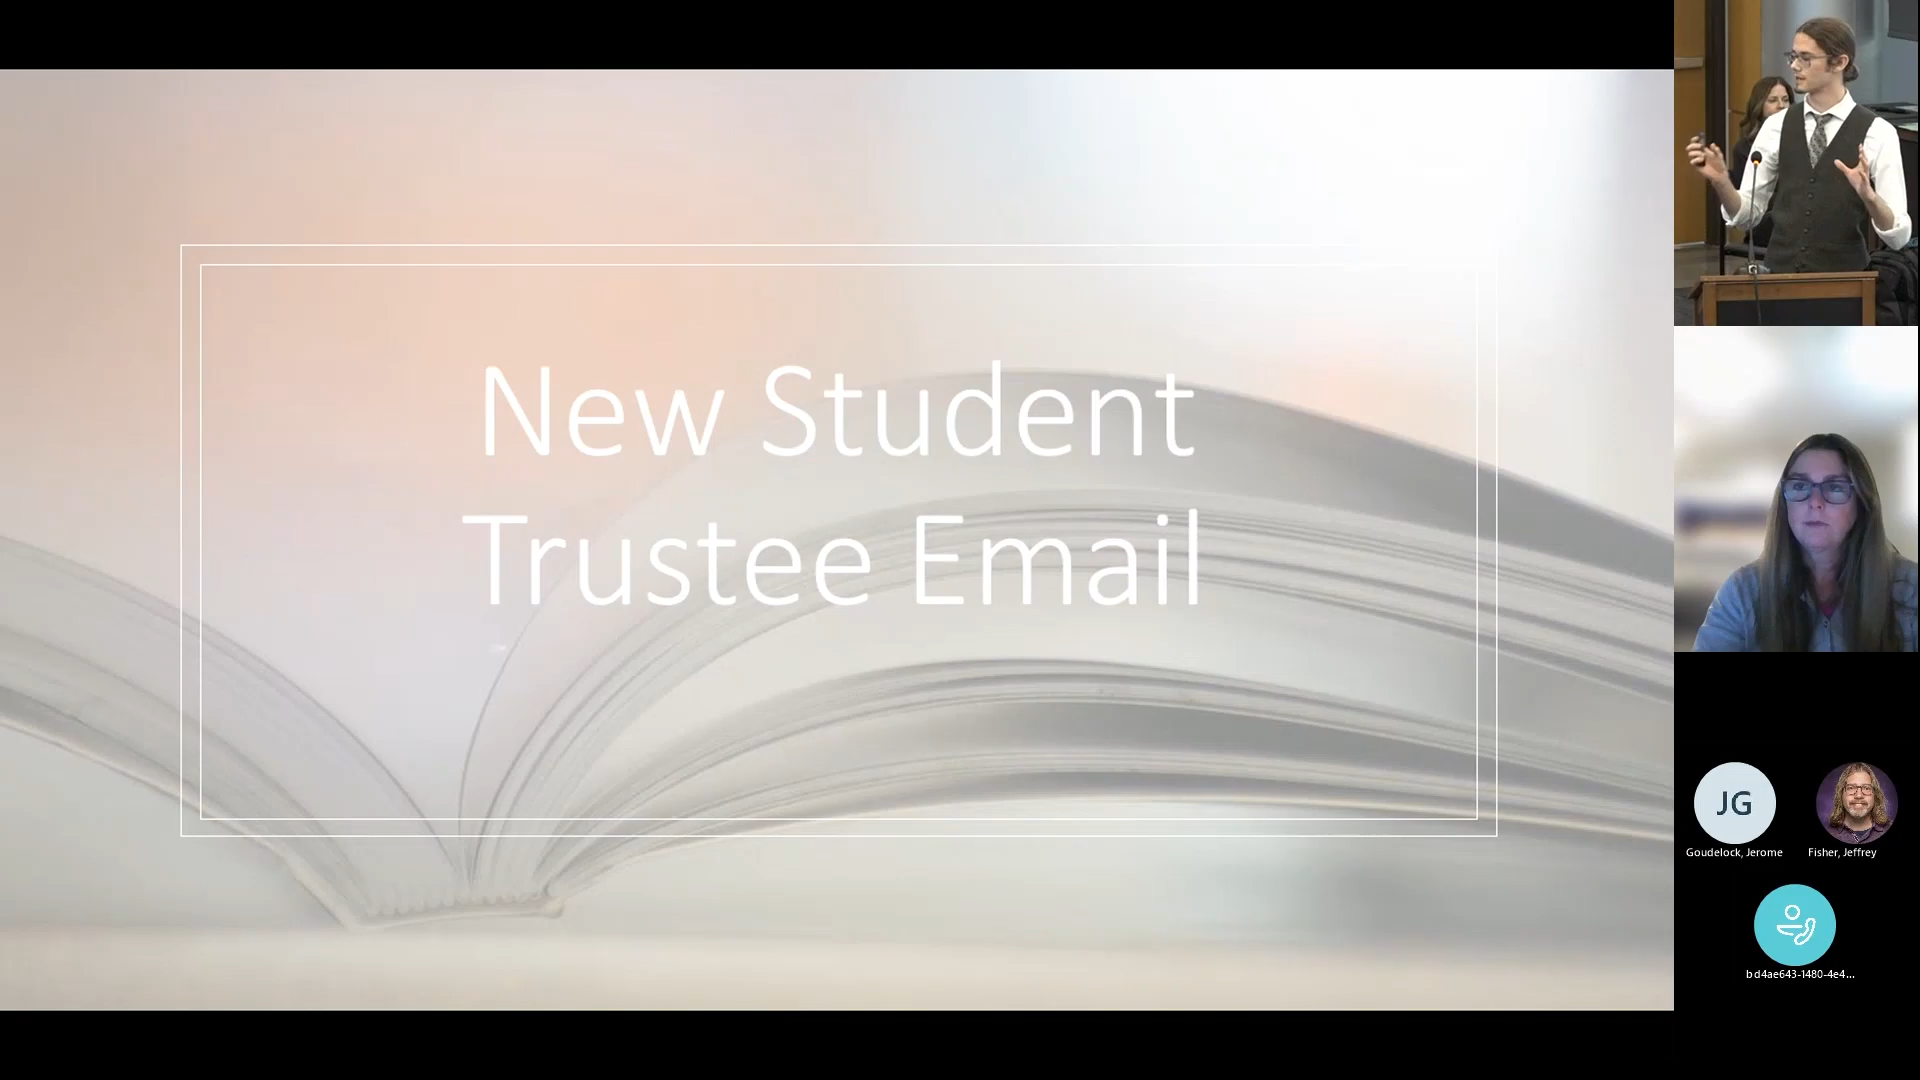 New Student
Trustee Email
JG
Goudelock, Jerome
Fisher, Jeffrey
bd4ae643-1480-4e4...